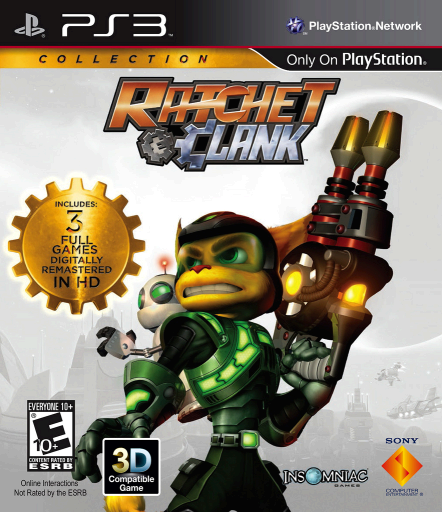 PS3
PlayStation®Network
COLLECTION
Only On PlayStation®
RATCHET
CLANK
INCLUDES:
3
FULL
GAMES
DIGITALLY
REMASTERED
IN HD
EVERYONE 10+
E
10+
CONTENT RATED BY
ESRB
Online Interactions
Not Rated by the ESRB
3D
Compatible
Game
INSOMNIAC
GAMES
SONY
COMPUTER
ENTERTAINMENT